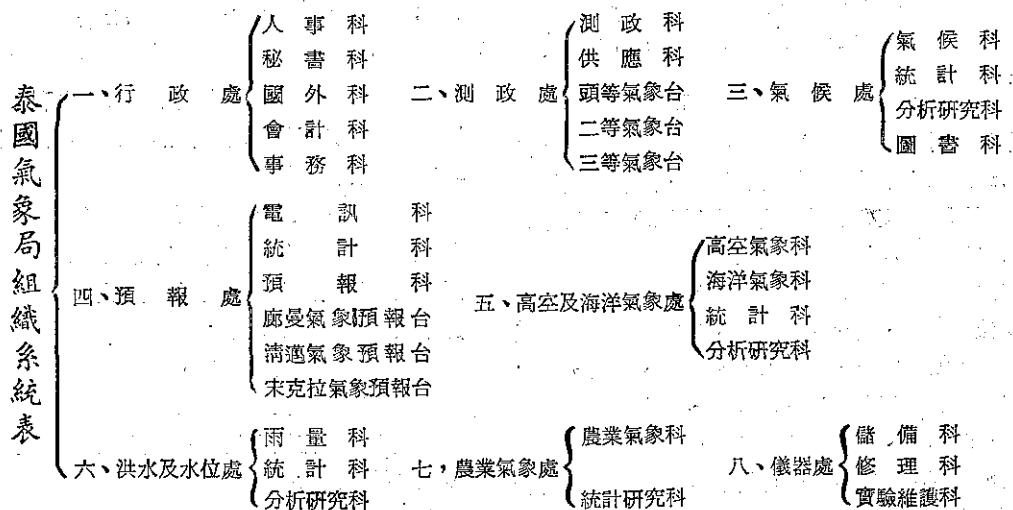 泰國氣象局組織系統表
一、行政處
人事科
秘書科
國外科
會計科
事務科
二、測政處
測政科
供應科
頭等氣象台
二等氣象台
三等氣象台
三、氣候處
氣候科
統計科
分析研究科
圖書科
四、預報處
電訊科
統計科
預報科
廊曼氣象預報台
清邁氣象預報台
宋克拉氣象預報台
五、高空及海洋氣象處
高空氣象科
海洋氣象科
統計科
分析研究科
六、洪水及水位處
雨量科
統計科
分析研究科
七，農業氣象處
農業氣象科
統計研究科
八、儀器處
儲備科
修理科
實驗維護科